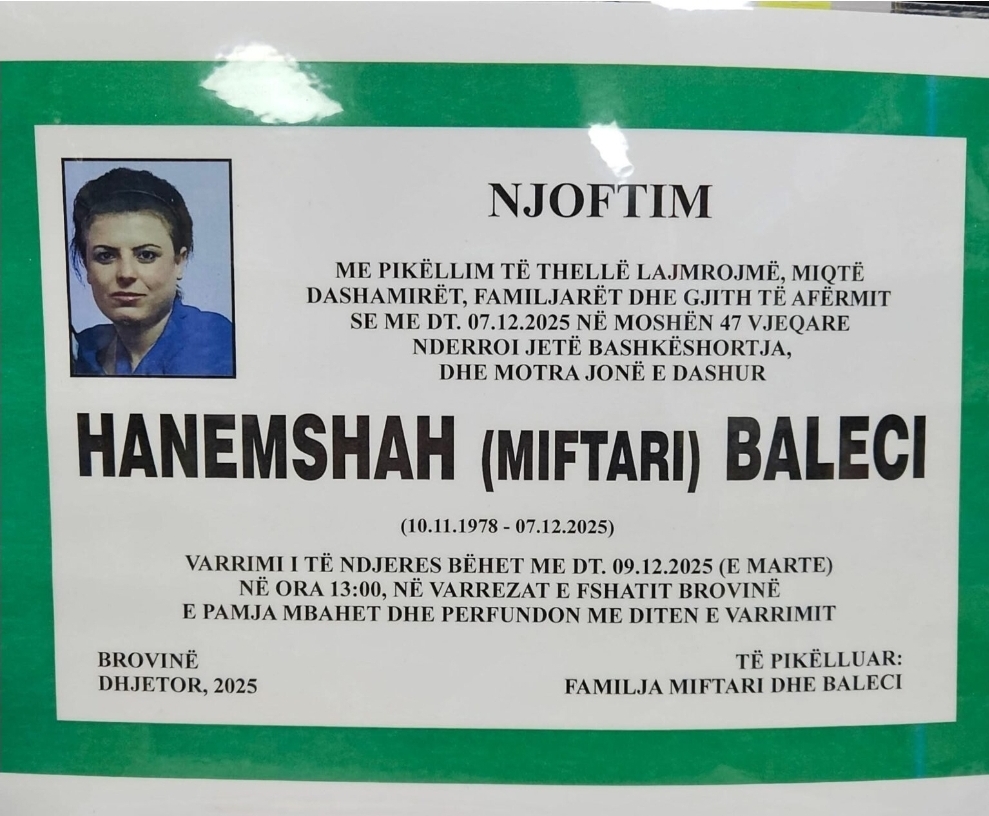 NJOFTIM
ME PIKËLLIM TË THELLË LAJMROJMË, MIQTË
DASHAMIRËT, FAMILJARËT DHE GJITH TË AFËRMIT
SE ME DT. 07.12.2025 NË MOSHËN 47 VJEQARE
NDERROI JETË BASHKËSHORTJA,
DHE MOTRA JONË E DASHUR
HANEMSHAH (MIFTARI) BALECI
(10.11.1978 - 07.12.2025)
VARRIMI I TË NDJERES BËHET ME DT. 09.12.2025 (E MARTE)
NË ORA 13:00, NË VARREZAT E FSHATIT BROVINË
E PAMJA MBAHET DHE PERFUNDON ME DITEN E VARRIMIT
BROVINË
DHJETOR, 2025
TË PIKËLLUAR:
FAMILJA MIFTARI DHE BALECI